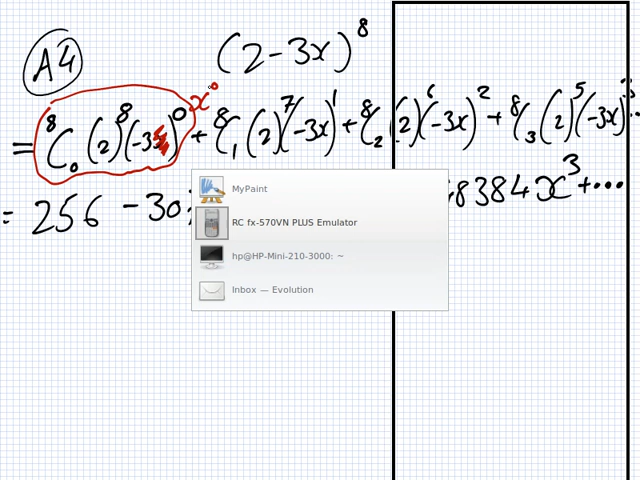 A4
(2-3x)⁸
= ⁸C₀(2)⁸(-3)⁰x⁰ + ⁸C₁(2)⁷(-3x)¹ + ⁸C₂(2)⁶(-3x)² + ⁸C₃(2)⁵(-3x)³...
= 256 - 30 8384x³+...
MyPaint
RC fx-570VN PLUS Emulator
hp@HP-Mini-210-3000: ~
Inbox — Evolution